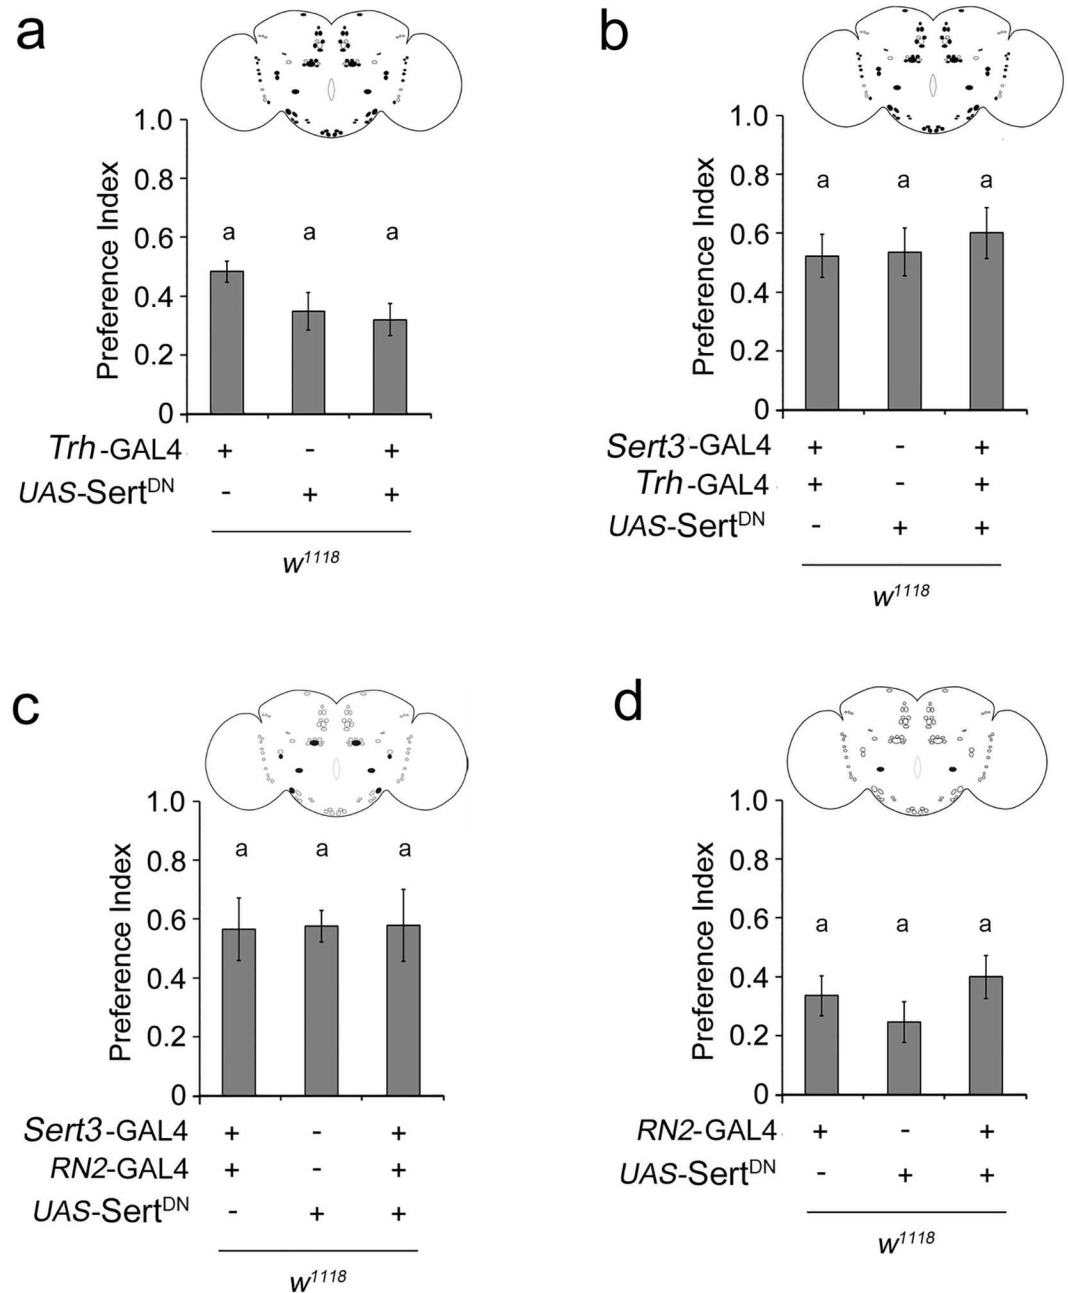 a
1.0
0.8
0.6
0.4
0.2
0
Preference Index
a a a
Trh-GAL4 + - +
UAS-Sert^DN - + +
w^1118
b
1.0
0.8
0.6
0.4
0.2
0
Preference Index
a a a
Sert3-GAL4 + - +
Trh-GAL4 + - +
UAS-Sert^DN - + +
w^1118
c
1.0
0.8
0.6
0.4
0.2
0
Preference Index
a a a
Sert3-GAL4 + - +
RN2-GAL4 + - +
UAS-Sert^DN - + +
w^1118
d
1.0
0.8
0.6
0.4
0.2
0
Preference Index
a a a
RN2-GAL4 + - +
UAS-Sert^DN - + +
w^1118